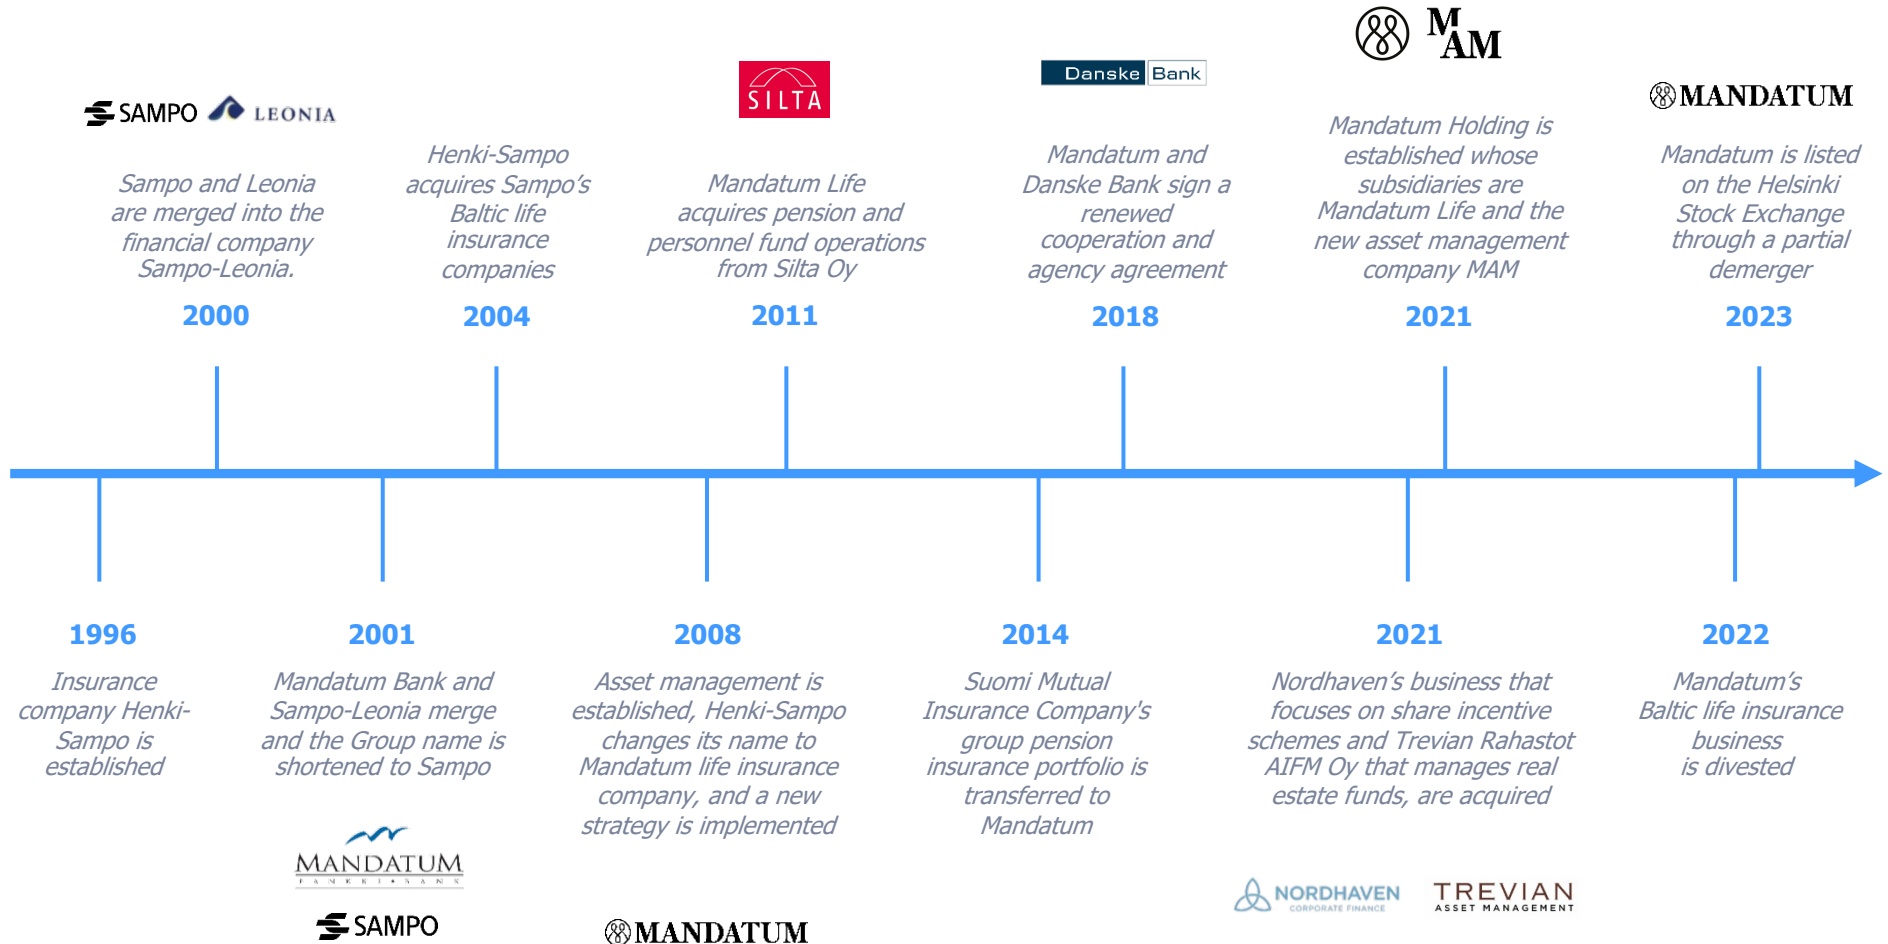 SAMPO
LEONIA
Sampo and Leonia
are merged into the
financial company
Sampo-Leonia.
2000
Henki-Sampo
acquires Sampo’s
Baltic life
insurance
companies
2004
SILTA
Mandatum Life
acquires pension and
personnel fund operations
from Silta Oy
2011
Danske Bank
Mandatum and
Danske Bank sign a
renewed
cooperation and
agency agreement
2018
MAM
Mandatum Holding is
established whose
subsidiaries are
Mandatum Life and the
new asset management
company MAM
2021
MANDATUM
Mandatum is listed
on the Helsinki
Stock Exchange
through a partial
demerger
2023
1996
Insurance
company Henki-
Sampo is
established
2001
Mandatum Bank and
Sampo-Leonia merge
and the Group name is
shortened to Sampo
MANDATUM
PANKKI • BANK
SAMPO
2008
Asset management is
established, Henki-Sampo
changes its name to
Mandatum life insurance
company, and a new
strategy is implemented
MANDATUM
2014
Suomi Mutual
Insurance Company's
group pension
insurance portfolio is
transferred to
Mandatum
2021
Nordhaven’s business that
focuses on share incentive
schemes and Trevian Rahastot
AIFM Oy that manages real
estate funds, are acquired
NORDHAVEN
CORPORATE FINANCE
TREVIAN
ASSET MANAGEMENT
2022
Mandatum’s
Baltic life insurance
business
is divested